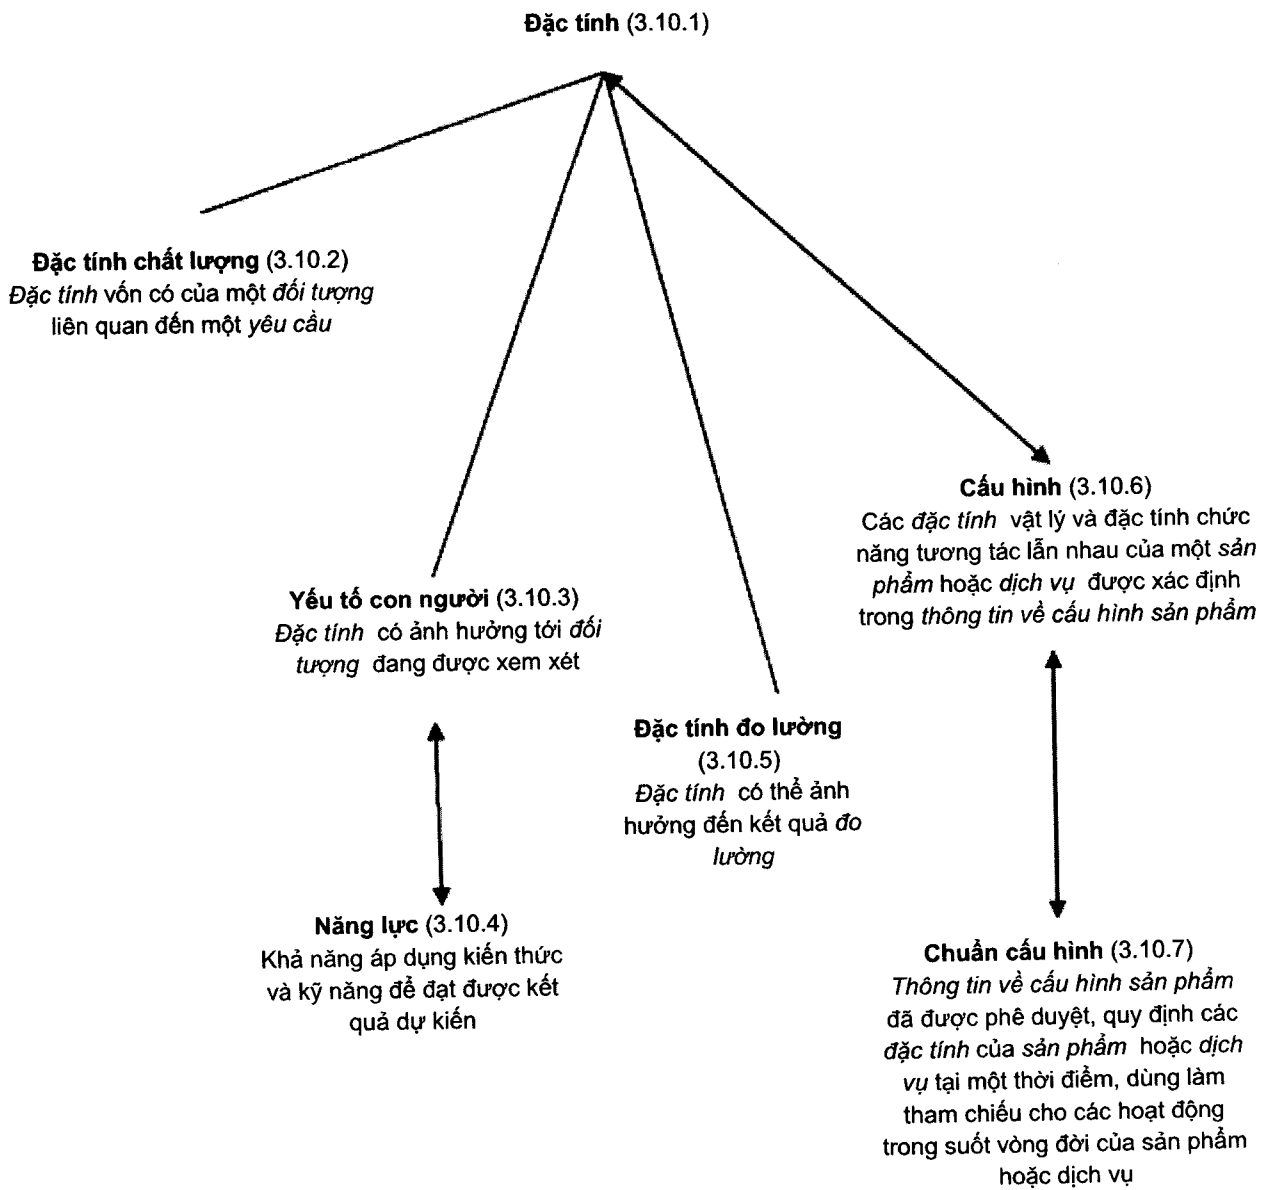 Đặc tính (3.10.1)
Đặc tính chất lượng (3.10.2)
Đặc tính vốn có của một đối tượng
liên quan đến một yêu cầu
Yếu tố con người (3.10.3)
Đặc tính có ảnh hưởng tới đối
tượng đang được xem xét
Năng lực (3.10.4)
Khả năng áp dụng kiến thức
và kỹ năng để đạt được kết
quả dự kiến
Đặc tính đo lường
(3.10.5)
Đặc tính có thể ảnh
hưởng đến kết quả đo
lường
Cấu hình (3.10.6)
Các đặc tính vật lý và đặc tính chức
năng tương tác lẫn nhau của một sản
phẩm hoặc dịch vụ được xác định
trong thông tin về cấu hình sản phẩm
Chuẩn cấu hình (3.10.7)
Thông tin về cấu hình sản phẩm
đã được phê duyệt, quy định các
đặc tính của sản phẩm hoặc dịch
vụ tại một thời điểm, dùng làm
tham chiếu cho các hoạt động
trong suốt vòng đời của sản phẩm
hoặc dịch vụ